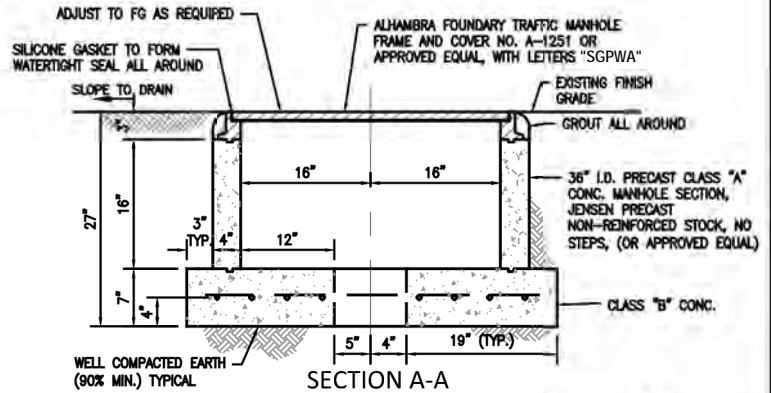 ADJUST TO FG AS REQUIRED
ALHAMBRA FOUNDARY TRAFFIC MANHOLE
FRAME AND COVER NO. A-1251 OR
APPROVED EQUAL, WITH LETTERS "SGPWA"
SILICONE GASKET TO FORM
WATERTIGHT SEAL ALL AROUND
SLOPE TO DRAIN
EXISTING FINISH
GRADE
GROUT ALL AROUND
16"
16"
27"
16"
36" I.D. PRECAST CLASS "A"
CONC. MANHOLE SECTION,
JENSEN PRECAST
NON-REINFORCED STOCK, NO
STEPS, (OR APPROVED EQUAL)
3"
TYP.
4"
12"
7"
4"
CLASS "B" CONC.
5"
4"
19" (TYP.)
WELL COMPACTED EARTH
(90% MIN.) TYPICAL
SECTION A-A